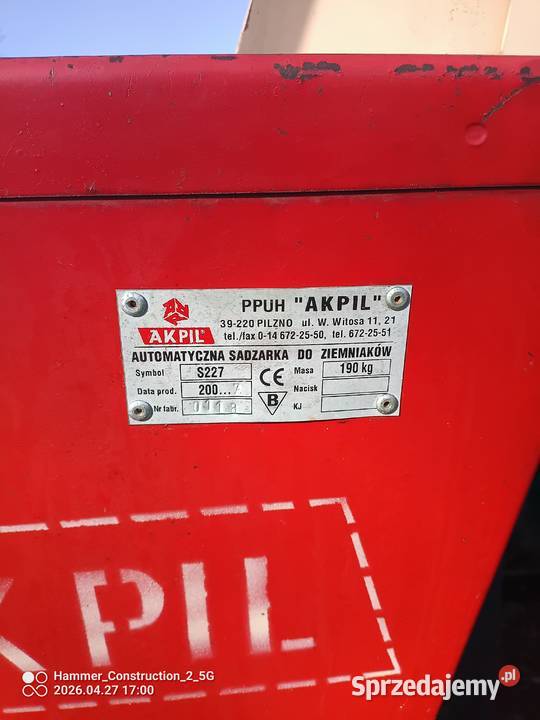 PPUH "AKPIL"
39-220 PILZNO ul. W. Witosa 11, 21
AKPIL®
tel./fax 0-14 672-25-50, tel. 672-25-51
AUTOMATYCZNA SADZARKA DO ZIEMNIAKÓW
Symbol S227 CE Masa 190 kg
Data prod. 200... Nacisk
Nr fabr. B KJ
PIL
Hammer_Construction_2_5G
2026.04.27 17:00
Sprzedajemy.pl